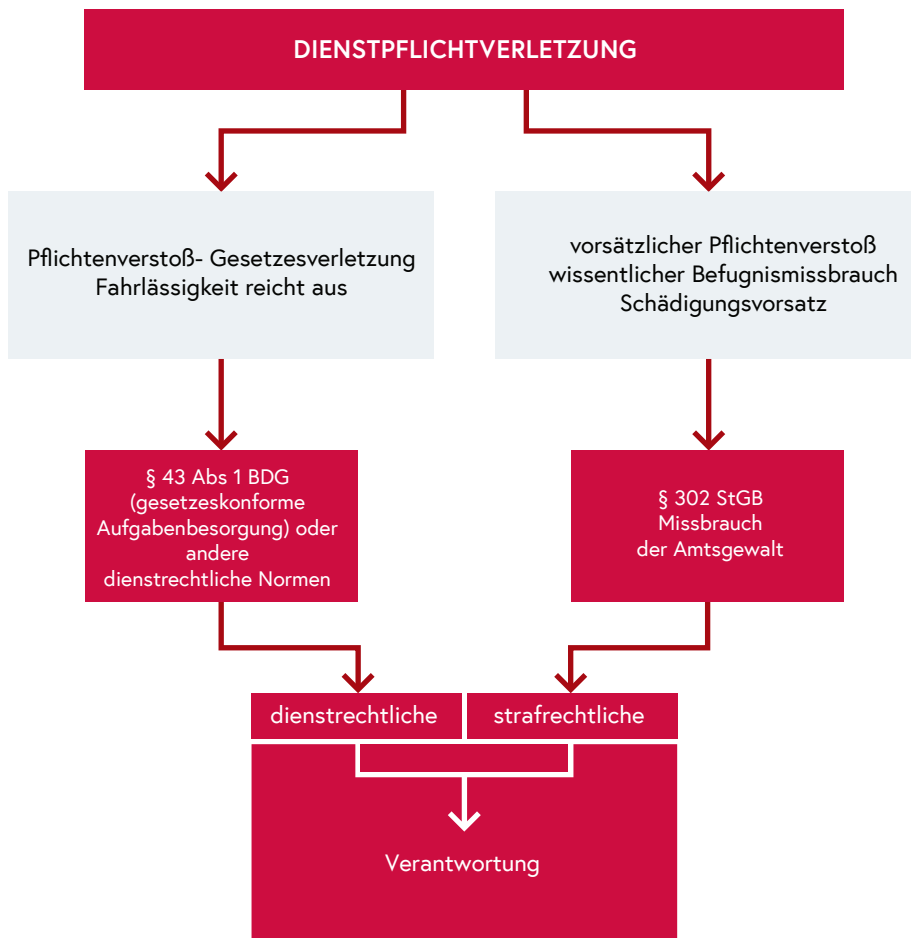 DIENSTPFLICHTVERLETZUNG
Pflichtenverstoß- Gesetzesverletzung
Fahrlässigkeit reicht aus
vorsätzlicher Pflichtenverstoß
wissentlicher Befugnismissbrauch
Schädigungsvorsatz
§ 43 Abs 1 BDG
(gesetzeskonforme
Aufgabenbesorgung) oder
andere
dienstrechtliche Normen
§ 302 StGB
Missbrauch
der Amtsgewalt
dienstrechtliche
strafrechtliche
Verantwortung